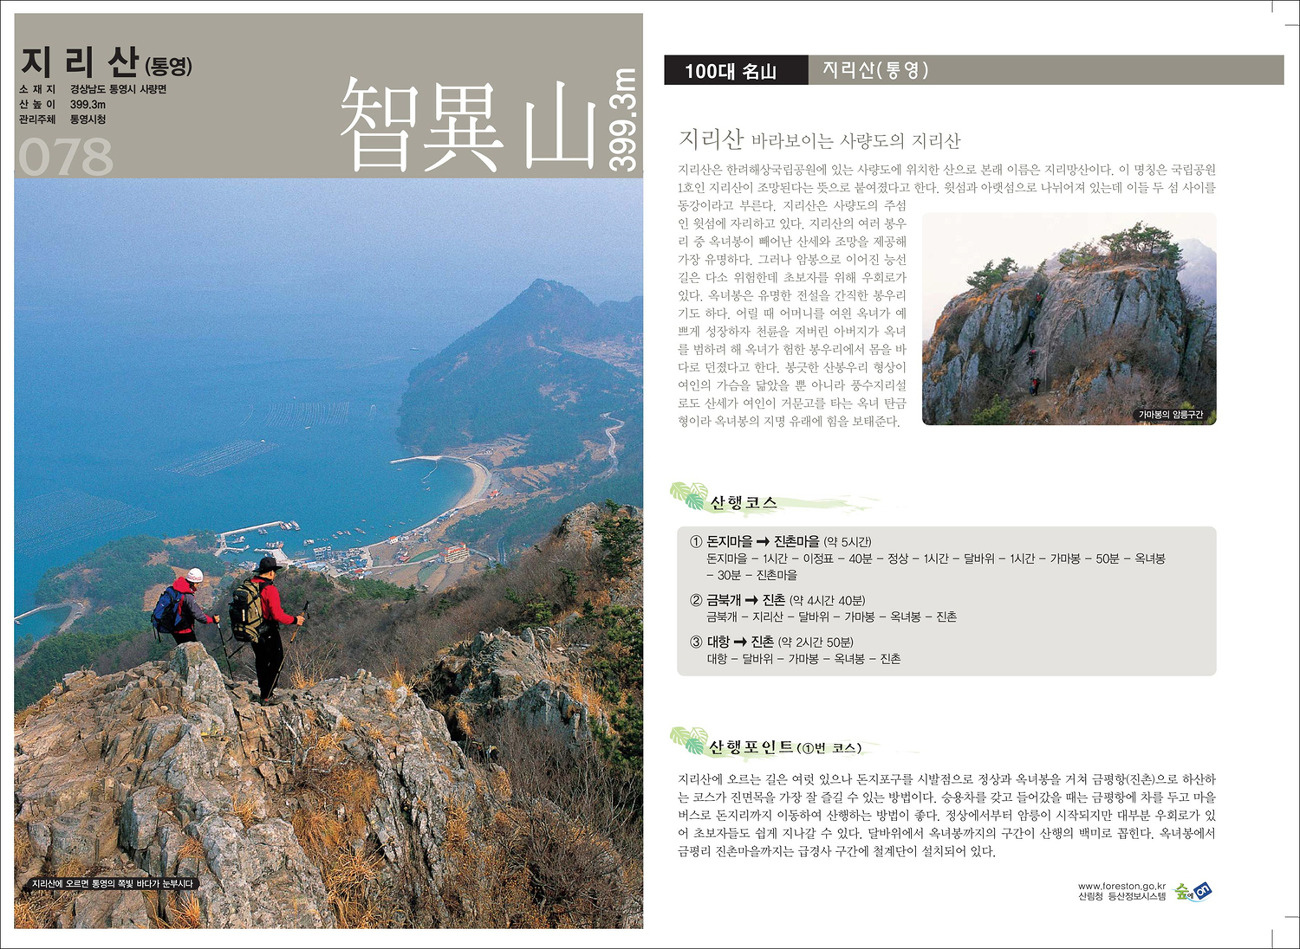 지리산(통영)
소 재 지 경상남도 통영시 사량면
산 높 이 399.3m
관리주체 통영시청
078
智異山
399.3m
지리산에 오르면 통영의 쪽빛 바다가 눈부시다
100대 名山 지리산(통영)
지리산 바라보이는 사량도의 지리산
지리산은 한려해상국립공원에 있는 사량도에 위치한 산으로 본래 이름은 지리망산이다. 이 명칭은 국립공원
1호인 지리산이 조망된다는 뜻으로 붙여졌다고 한다. 윗섬과 아랫섬으로 나뉘어져 있는데 이들 두 섬 사이를
동강이라고 부른다. 지리산은 사량도의 주섬
인 윗섬에 자리하고 있다. 지리산의 여러 봉우
리 중 옥녀봉이 빼어난 산세와 조망을 제공해
가장 유명하다. 그러나 암봉으로 이어진 능선
길은 다소 위험한데 초보자를 위해 우회로가
있다. 옥녀봉은 유명한 전설을 간직한 봉우리
기도 하다. 어릴 때 어머니를 여읜 옥녀가 예
쁘게 성장하자 천륜을 저버린 아버지가 옥녀
를 범하려 해 옥녀가 험한 봉우리에서 몸을 바
다로 던졌다고 한다. 봉긋한 산봉우리 형상이
여인의 가슴을 닮았을 뿐 아니라 풍수지리설
로도 산세가 여인이 거문고를 타는 옥녀 탄금
형이라 옥녀봉의 지명 유래에 힘을 보태준다.
가마봉의 암릉구간
산행코스
① 돈지마을 ➞ 진촌마을 (약 5시간)
돈지마을 – 1시간 – 이정표 – 40분 – 정상 – 1시간 – 달바위 – 1시간 – 가마봉 – 50분 – 옥녀봉
– 30분 – 진촌마을
② 금북개 ➞ 진촌 (약 4시간 40분)
금북개 – 지리산 – 달바위 – 가마봉 – 옥녀봉 – 진촌
③ 대항 ➞ 진촌 (약 2시간 50분)
대항 – 달바위 – 가마봉 – 옥녀봉 – 진촌
산행포인트(①번 코스)
지리산에 오르는 길은 여럿 있으나 돈지포구를 시발점으로 정상과 옥녀봉을 거쳐 금평항(진촌)으로 하산하
는 코스가 진면목을 가장 잘 즐길 수 있는 방법이다. 승용차를 갖고 들어갔을 때는 금평항에 차를 두고 마을
버스로 돈지리까지 이동하여 산행하는 방법이 좋다. 정상에서부터 암릉이 시작되지만 대부분 우회로가 있
어 초보자들도 쉽게 지나갈 수 있다. 달바위에서 옥녀봉까지의 구간이 산행의 백미로 꼽힌다. 옥녀봉에서
금평리 진촌마을까지는 급경사 구간에 철계단이 설치되어 있다.
www.foreston.go.kr
산림청 등산정보시스템
숲에on